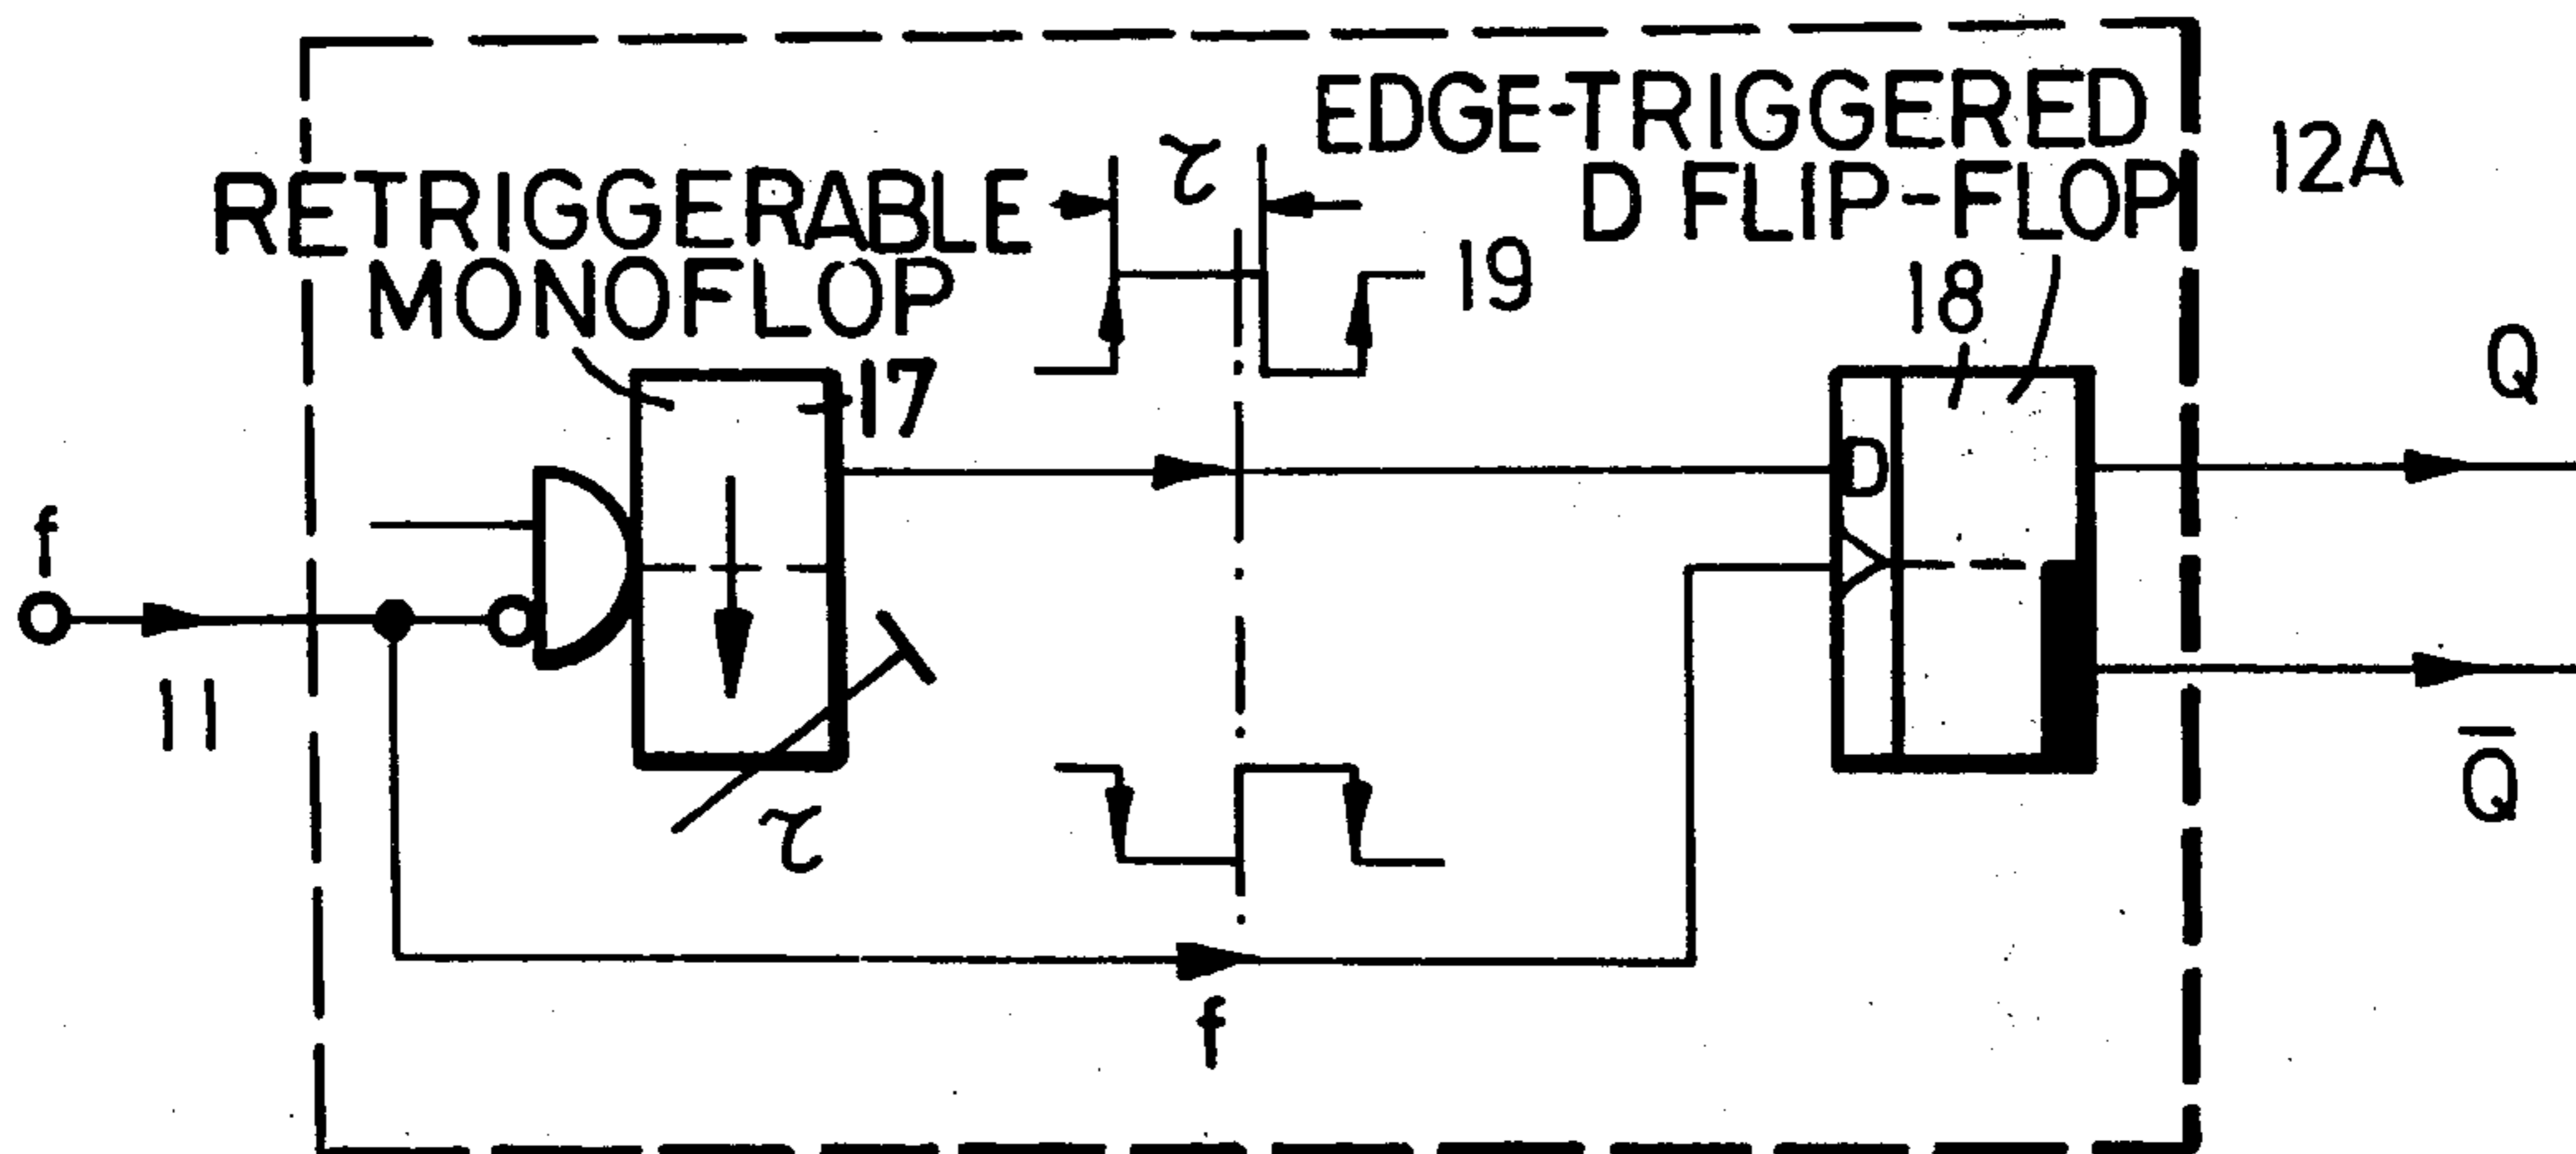 EDGE-TRIGGERED
D FLIP-FLOP
12A
RETRIGGERABLE
MONOFLOP
τ
19
18
17
Q
D
f
11
τ
Q̅
f